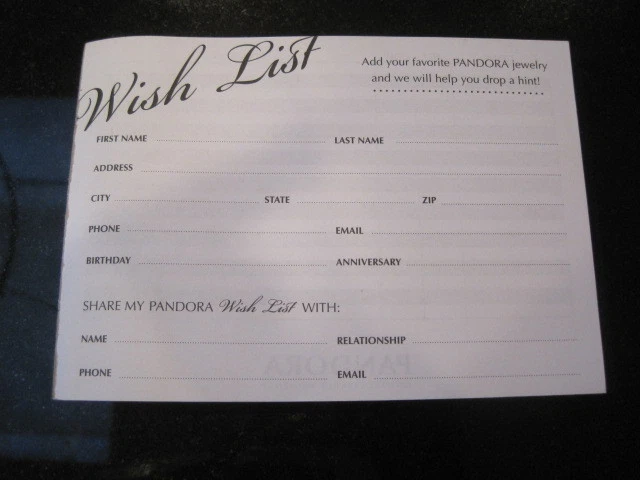 Wish List
Add your favorite PANDORA jewelry
and we will help you drop a hint!
FIRST NAME LAST NAME
ADDRESS
CITY STATE ZIP
PHONE EMAIL
BIRTHDAY ANNIVERSARY
SHARE MY PANDORA Wish List WITH:
NAME RELATIONSHIP
PHONE EMAIL
PANDORA